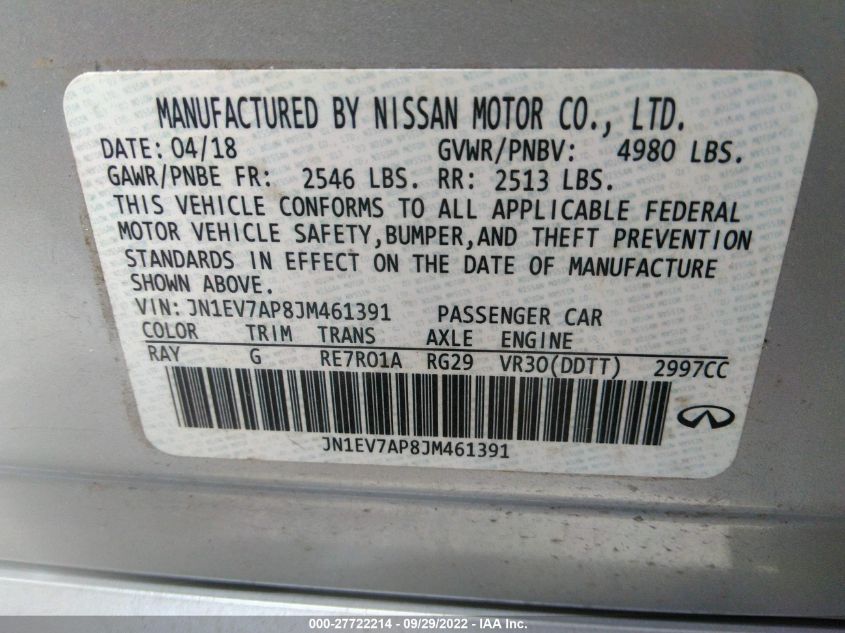 MANUFACTURED BY NISSAN MOTOR CO., LTD.
DATE: 04/18 GVWR/PNBV: 4980 LBS.
GAWR/PNBE FR: 2546 LBS. RR: 2513 LBS.
THIS VEHICLE CONFORMS TO ALL APPLICABLE FEDERAL
MOTOR VEHICLE SAFETY,BUMPER,AND THEFT PREVENTION
STANDARDS IN EFFECT ON THE DATE OF MANUFACTURE
SHOWN ABOVE.
VIN: JN1EV7AP8JM461391 PASSENGER CAR
COLOR TRIM TRANS AXLE ENGINE
RAY G RE7R01A RG29 VR30(DDTT) 2997CC
JN1EV7AP8JM461391
000-27722214 - 09/29/2022 - IAA Inc.